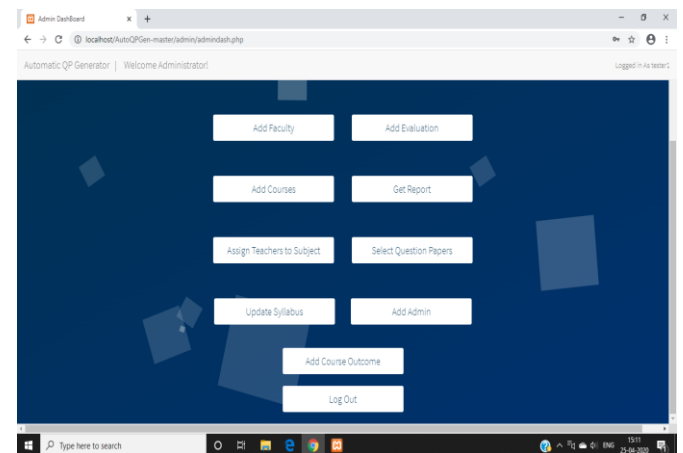 Admin DashBoard
localhost/AutoQPGen-master/admin/admindash.php
Automatic QP Generator | Welcome Administrator!
Logged in As tester1
Add Faculty
Add Evaluation
Add Courses
Get Report
Assign Teachers to Subject
Select Question Papers
Update Syllabus
Add Admin
Add Course Outcome
Log Out
Type here to search
ENG
15:11
25-04-2020